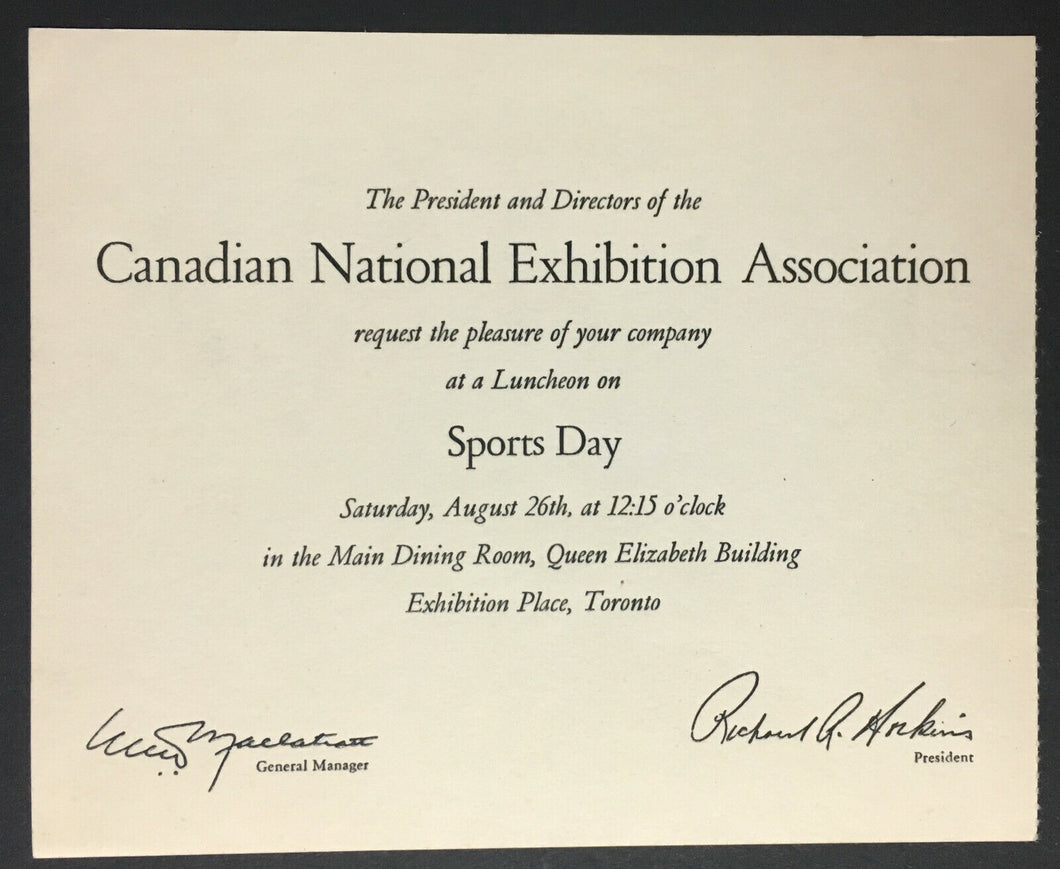 The President and Directors of the
Canadian National Exhibition Association
request the pleasure of your company
at a Luncheon on
Sports Day
Saturday, August 26th, at 12:15 o'clock
in the Main Dining Room, Queen Elizabeth Building
Exhibition Place, Toronto
General Manager
Richard A.
President